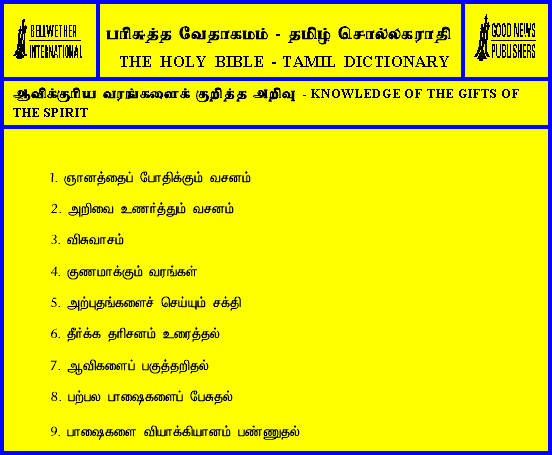 BELLWETHER
INTERNATIONAL
பரிசுத்த வேதாகமம் - தமிழ் சொல்லகராதி
THE HOLY BIBLE - TAMIL DICTIONARY
GOOD NEWS
PUBLISHERS
ஆவிக்குரிய வரங்களைக் குறித்த அறிவு - KNOWLEDGE OF THE GIFTS OF
THE SPIRIT
1. ஞானத்தைப் போதிக்கும் வசனம்
2. அறிவை உணர்த்தும் வசனம்
3. விசுவாசம்
4. குணமாக்கும் வரங்கள்
5. அற்புதங்களைச் செய்யும் சக்தி
6. தீர்க்க தரிசனம் உரைத்தல்
7. ஆவிகளைப் பகுத்தறிதல்
8. பற்பல பாஷைகளைப் பேசுதல்
9. பாஷைகளை வியாக்கியானம் பண்ணுதல்